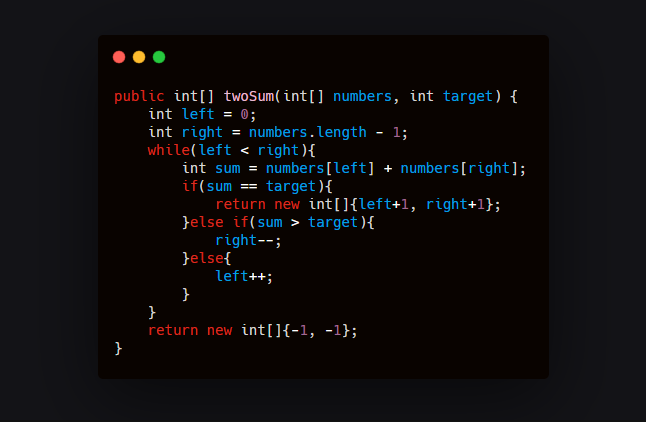 public int[] twoSum(int[] numbers, int target) {
    int left = 0;
    int right = numbers.length - 1;
    while(left < right){
        int sum = numbers[left] + numbers[right];
        if(sum == target){
            return new int[]{left+1, right+1};
        }else if(sum > target){
            right--;
        }else{
            left++;
        }
    }
    return new int[]{-1, -1};
}